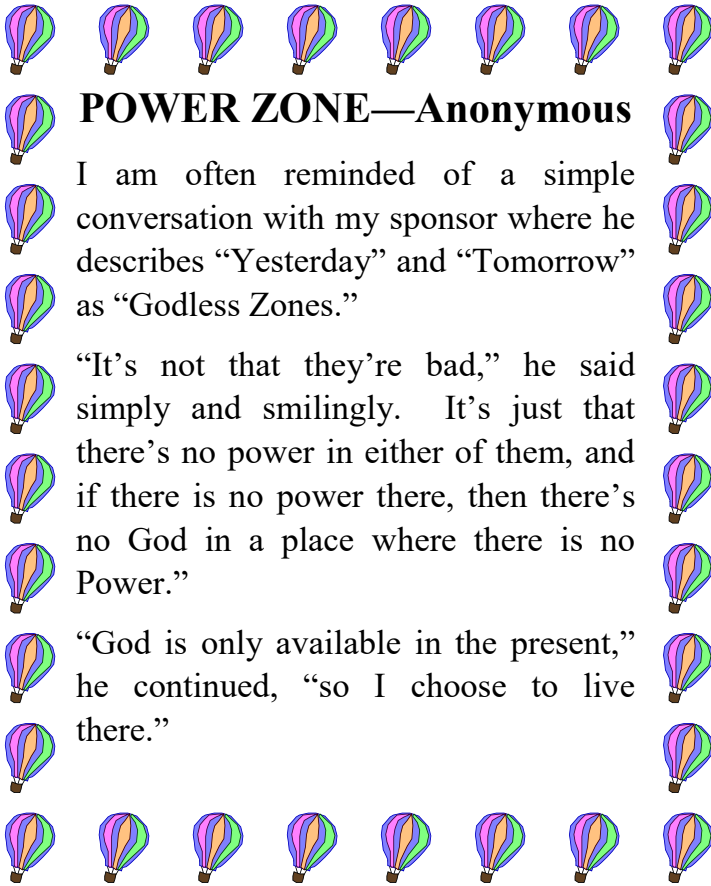 POWER ZONE—Anonymous
I am often reminded of a simple
conversation with my sponsor where he
describes “Yesterday” and “Tomorrow”
as “Godless Zones.”
“It’s not that they’re bad,” he said
simply and smilingly.  It’s just that
there’s no power in either of them, and
if there is no power there, then there’s
no God in a place where there is no
Power.”
“God is only available in the present,”
he continued, “so I choose to live
there.”